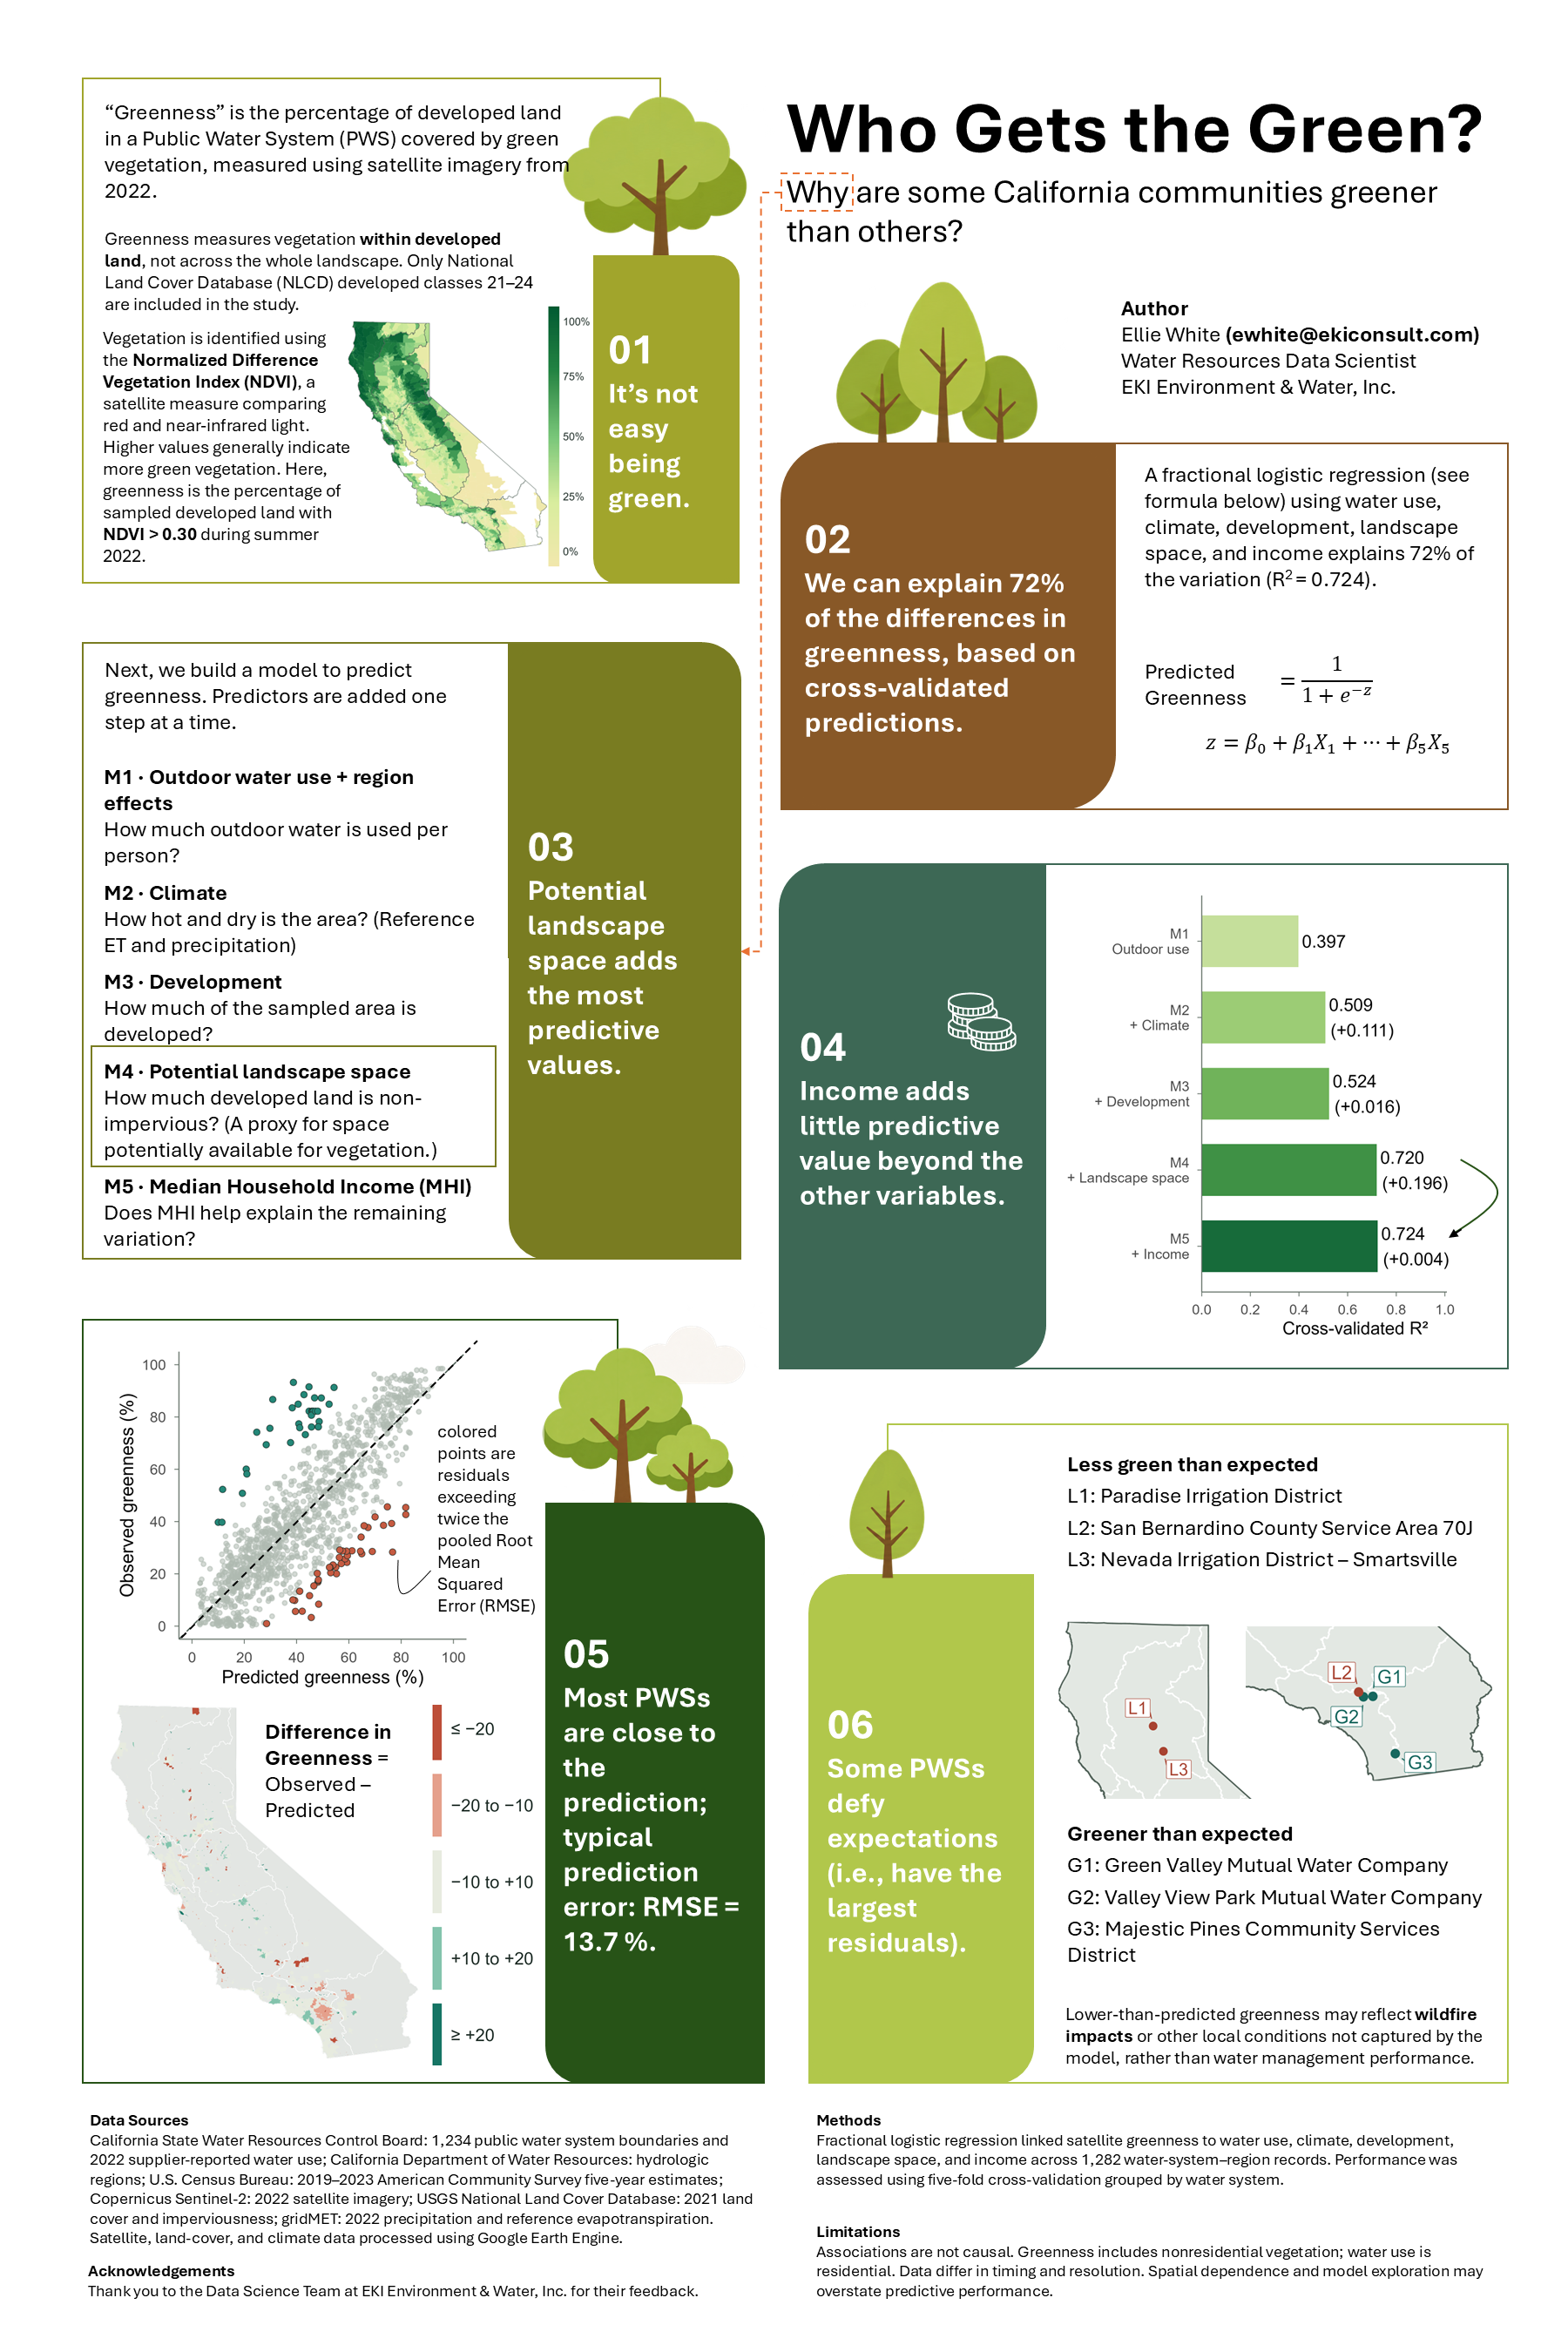 Who Gets the Green?
Why are some California communities greener
than others?
Author
Ellie White (ewhite@ekiconsult.com)
Water Resources Data Scientist
EKI Environment & Water, Inc.
“Greenness” is the percentage of developed land
in a Public Water System (PWS) covered by green
vegetation, measured using satellite imagery from
2022.
Greenness measures vegetation within developed
land, not across the whole landscape. Only National
Land Cover Database (NLCD) developed classes 21–24
are included in the study.
Vegetation is identified using
the Normalized Difference
Vegetation Index (NDVI), a
satellite measure comparing
red and near-infrared light.
Higher values generally indicate
more green vegetation. Here,
greenness is the percentage of
sampled developed land with
NDVI > 0.30 during summer
2022.
100%
75%
50%
25%
0%
01
It’s not
easy
being
green.
02
We can explain 72%
of the differences in
greenness, based on
cross-validated
predictions.
A fractional logistic regression (see
formula below) using water use,
climate, development, landscape
space, and income explains 72% of
the variation (R² = 0.724).
Predicted
Greenness
= 1 / (1 + e^−z)
z = β₀ + β₁X₁ + ⋯ + β₅X₅
Next, we build a model to predict
greenness. Predictors are added one
step at a time.
M1 · Outdoor water use + region
effects
How much outdoor water is used per
person?
M2 · Climate
How hot and dry is the area? (Reference
ET and precipitation)
M3 · Development
How much of the sampled area is
developed?
M4 · Potential landscape space
How much developed land is non-
impervious? (A proxy for space
potentially available for vegetation.)
M5 · Median Household Income (MHI)
Does MHI help explain the remaining
variation?
03
Potential
landscape
space adds
the most
predictive
values.
04
Income adds
little predictive
value beyond the
other variables.
M1
Outdoor use
0.397
M2
+ Climate
0.509
(+0.111)
M3
+ Development
0.524
(+0.016)
M4
+ Landscape space
0.720
(+0.196)
M5
+ Income
0.724
(+0.004)
0.0 0.2 0.4 0.6 0.8 1.0
Cross-validated R²
Observed greenness (%)
100
80
60
40
20
0
0 20 40 60 80 100
Predicted greenness (%)
colored
points are
residuals
exceeding
twice the
pooled Root
Mean
Squared
Error (RMSE)
Difference in
Greenness =
Observed –
Predicted
≤ −20
−20 to −10
−10 to +10
+10 to +20
≥ +20
05
Most PWSs
are close to
the
prediction;
typical
prediction
error: RMSE =
13.7 %.
06
Some PWSs
defy
expectations
(i.e., have the
largest
residuals).
Less green than expected
L1: Paradise Irrigation District
L2: San Bernardino County Service Area 70J
L3: Nevada Irrigation District – Smartsville
L1
L3
L2
G1
G2
G3
Greener than expected
G1: Green Valley Mutual Water Company
G2: Valley View Park Mutual Water Company
G3: Majestic Pines Community Services
District
Lower-than-predicted greenness may reflect wildfire
impacts or other local conditions not captured by the
model, rather than water management performance.
Data Sources
California State Water Resources Control Board: 1,234 public water system boundaries and
2022 supplier-reported water use; California Department of Water Resources: hydrologic
regions; U.S. Census Bureau: 2019–2023 American Community Survey five-year estimates;
Copernicus Sentinel-2: 2022 satellite imagery; USGS National Land Cover Database: 2021 land
cover and imperviousness; gridMET: 2022 precipitation and reference evapotranspiration.
Satellite, land-cover, and climate data processed using Google Earth Engine.
Acknowledgements
Thank you to the Data Science Team at EKI Environment & Water, Inc. for their feedback.
Methods
Fractional logistic regression linked satellite greenness to water use, climate, development,
landscape space, and income across 1,282 water-system–region records. Performance was
assessed using five-fold cross-validation grouped by water system.
Limitations
Associations are not causal. Greenness includes nonresidential vegetation; water use is
residential. Data differ in timing and resolution. Spatial dependence and model exploration may
overstate predictive performance.